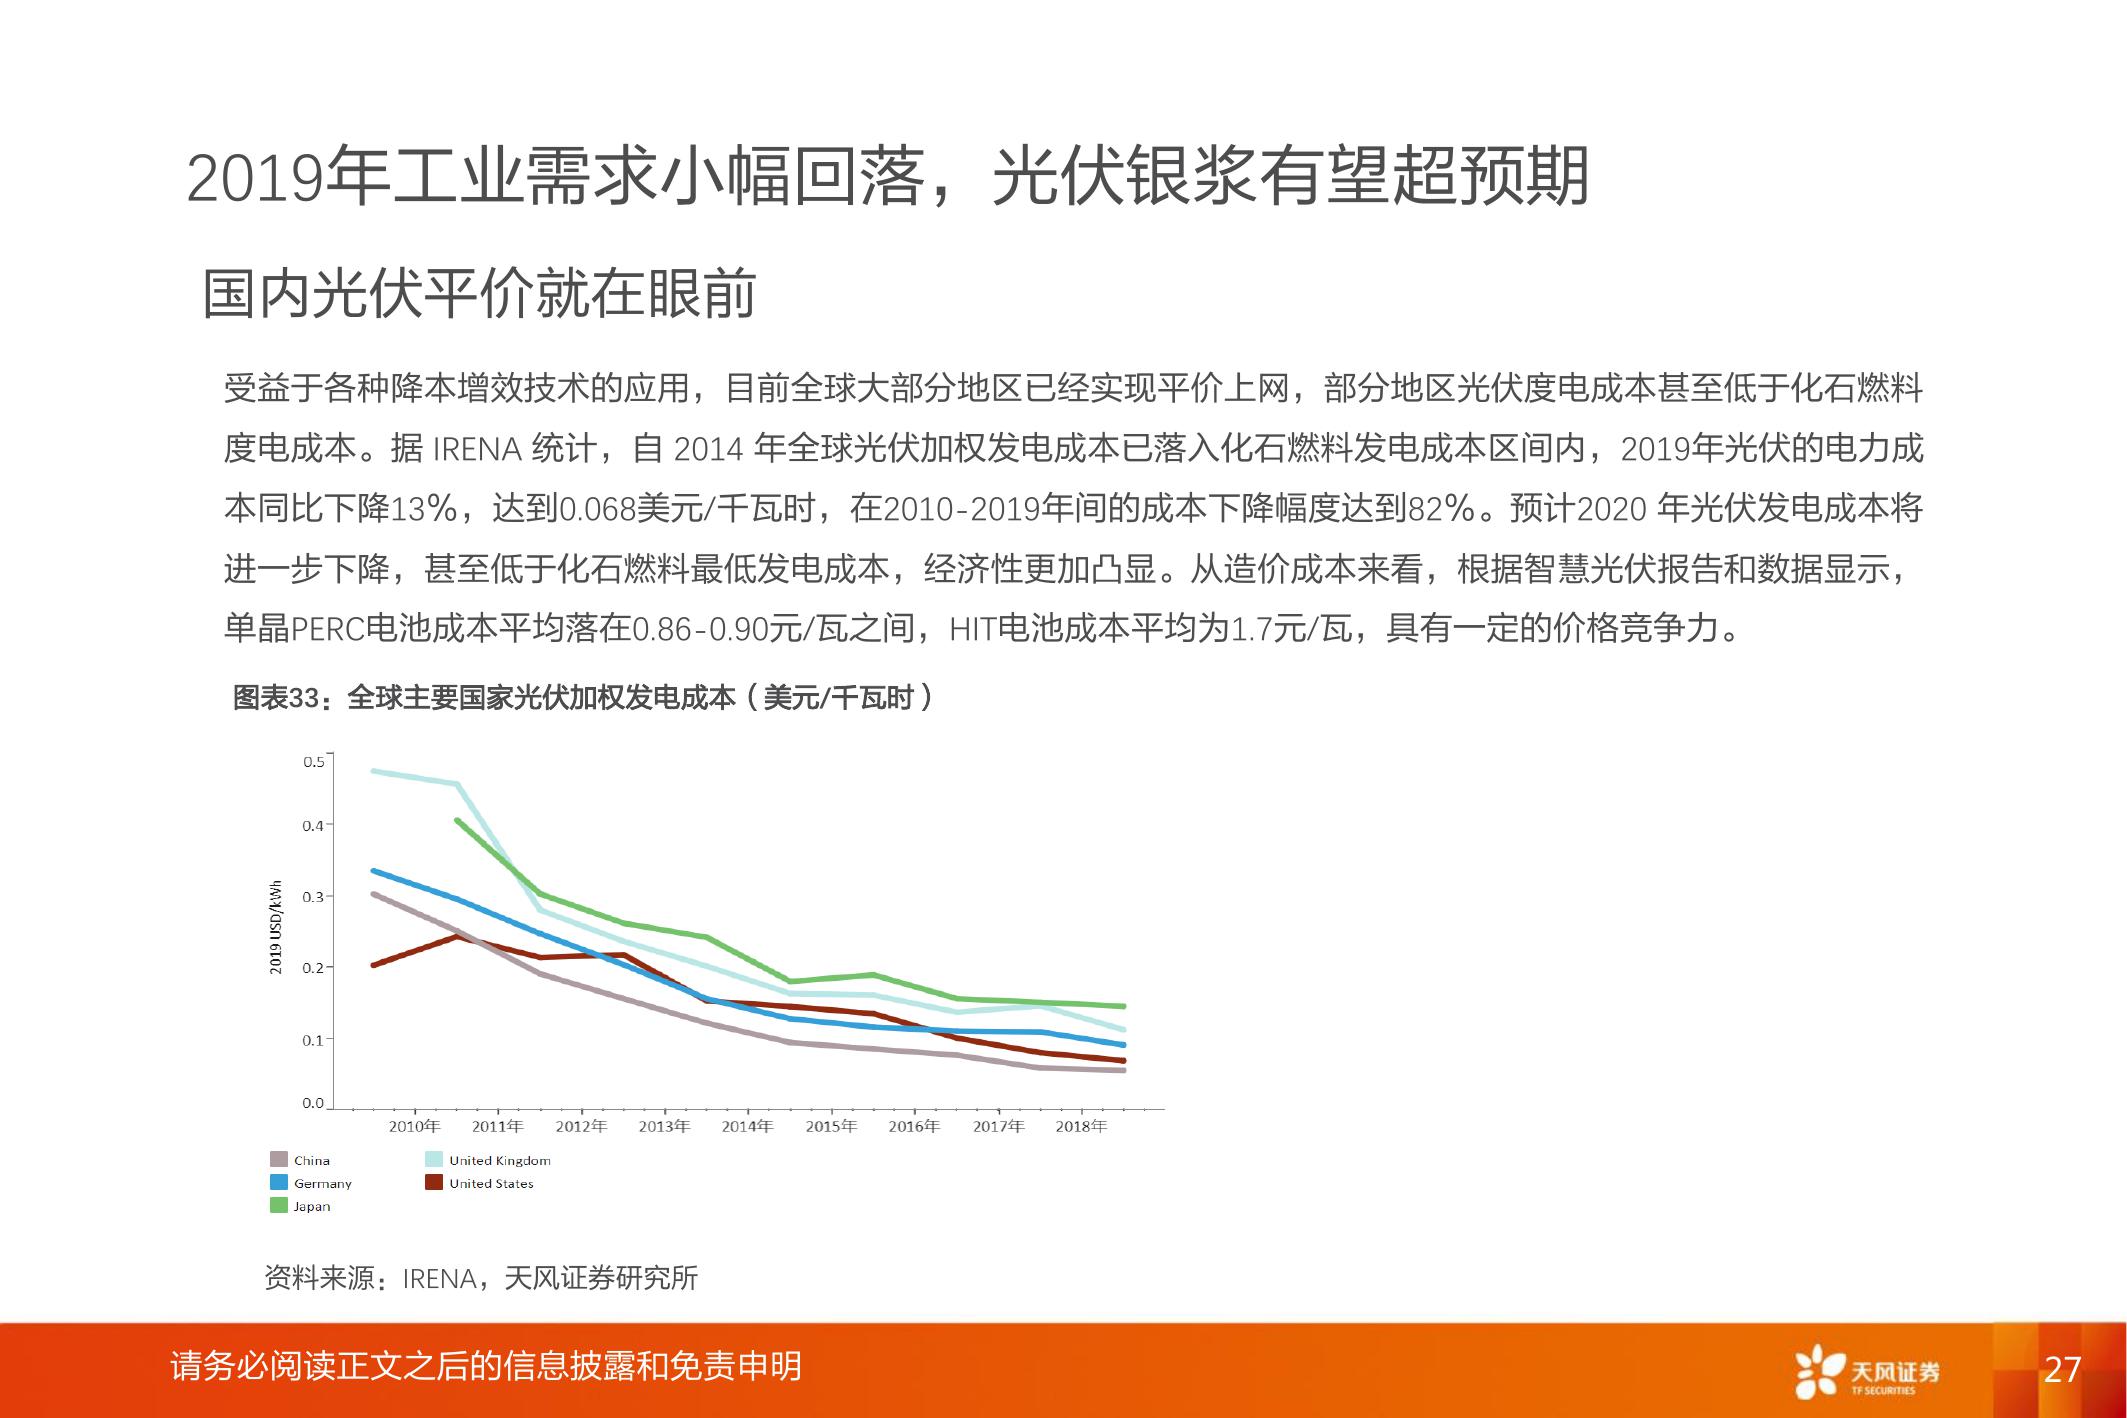 2019年工业需求小幅回落，光伏银浆有望超预期
国内光伏平价就在眼前
受益于各种降本增效技术的应用，目前全球大部分地区已经实现平价上网，部分地区光伏度电成本甚至低于化石燃料
度电成本。据 IRENA 统计，自 2014 年全球光伏加权发电成本已落入化石燃料发电成本区间内，2019年光伏的电力成
本同比下降13%，达到0.068美元/千瓦时，在2010-2019年间的成本下降幅度达到82%。预计2020 年光伏发电成本将
进一步下降，甚至低于化石燃料最低发电成本，经济性更加凸显。从造价成本来看，根据智慧光伏报告和数据显示，
单晶PERC电池成本平均落在0.86-0.90元/瓦之间，HIT电池成本平均为1.7元/瓦，具有一定的价格竞争力。
图表33：全球主要国家光伏加权发电成本（美元/千瓦时）
2019 USD/kWh
0.5
0.4
0.3
0.2
0.1
0.0
2010年 2011年 2012年 2013年 2014年 2015年 2016年 2017年 2018年
China United Kingdom
Germany United States
Japan
资料来源：IRENA，天风证券研究所
请务必阅读正文之后的信息披露和免责申明
天风证券
TF SECURITIES
27